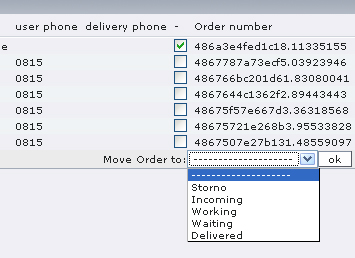 user phone delivery phone - Order number
e 486a3e4fed1c18.11335155
0815 4867787a73ecf5.03923946
0815 486766bc201d61.83080041
0815 4867644c1362f2.89443443
0815 48675f57e667d3.36318568
0815 48675721e268b3.95533828
0815 4867507e27b131.48559097
Move Order to: -------------------- ok
--------------------
Storno
Incoming
Working
Waiting
Delivered